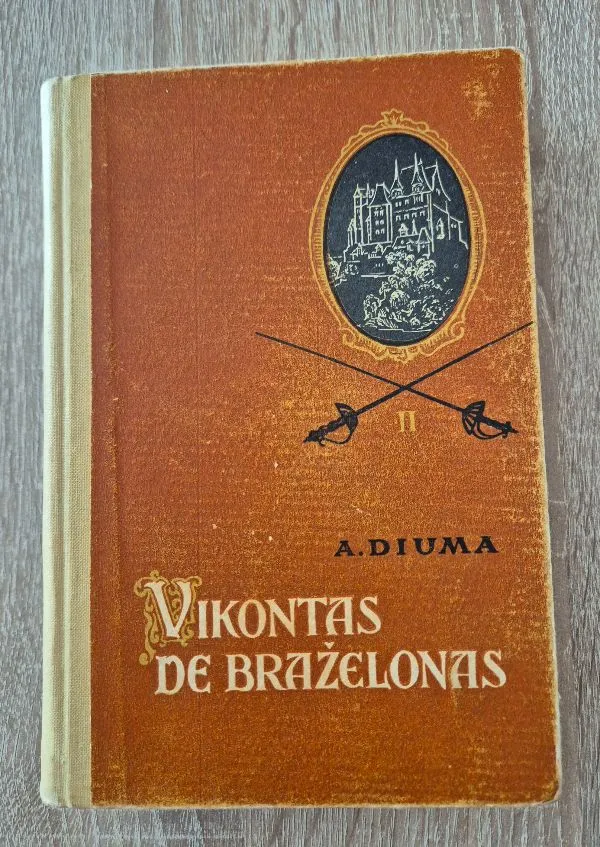 II
A. DIUMA
VIKONTAS
DE BRAŽELONAS